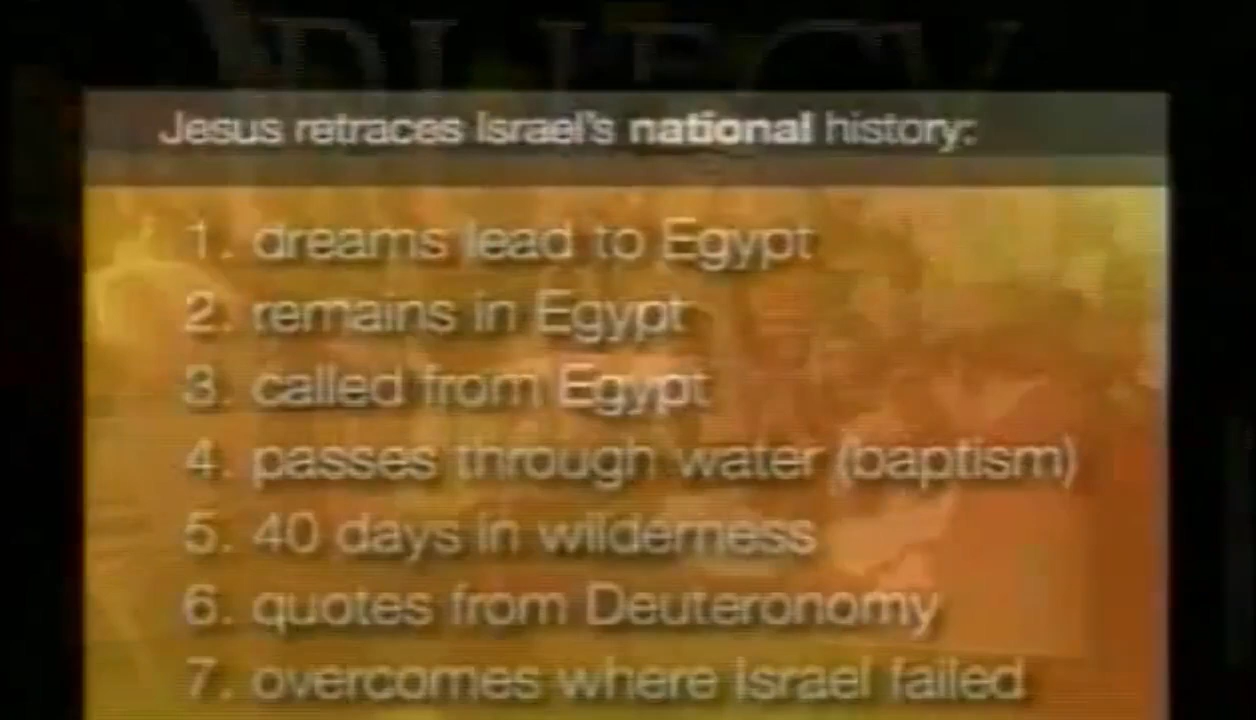 Jesus retraces Israel's national history:
1. dreams lead to Egypt
2. remains in Egypt
3. called from Egypt
4. passes through water (baptism)
5. 40 days in wilderness
6. quotes from Deuteronomy
7. overcomes where Israel failed